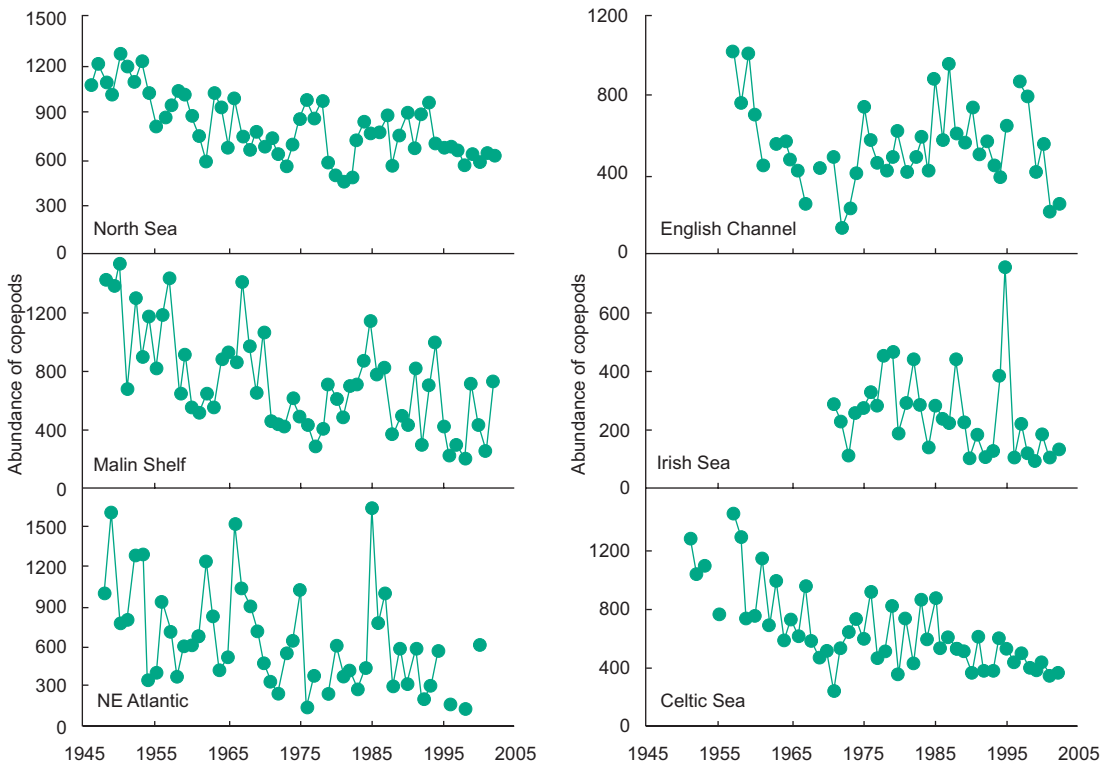 1500
1200
900
600
300
0
North Sea
1200
800
400
0
English Channel
Abundance of copepods
1200
800
400
0
Malin Shelf
Abundance of copepods
600
400
200
0
Irish Sea
1500
1200
900
600
300
0
NE Atlantic
1200
800
400
0
Celtic Sea
1945 1955 1965 1975 1985 1995 2005
1945 1955 1965 1975 1985 1995 2005